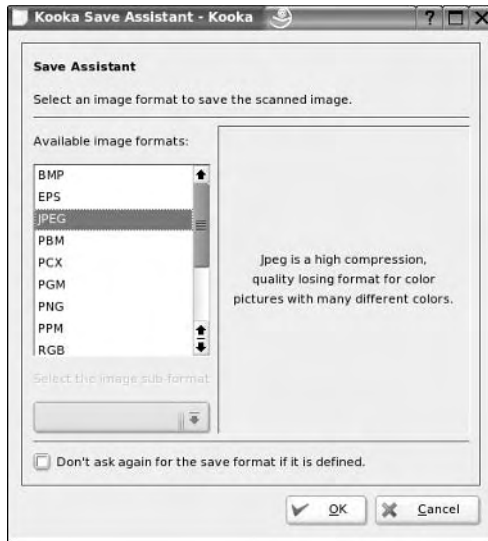 Kooka Save Assistant - Kooka
Save Assistant
Select an image format to save the scanned image.
Available image formats:
BMP
EPS
JPEG
PBM
PCX
PGM
PNG
PPM
RGB
Jpeg is a high compression,
quality losing format for color
pictures with many different colors.
Select the image sub-format
Don't ask again for the save format if it is defined.
OK
Cancel